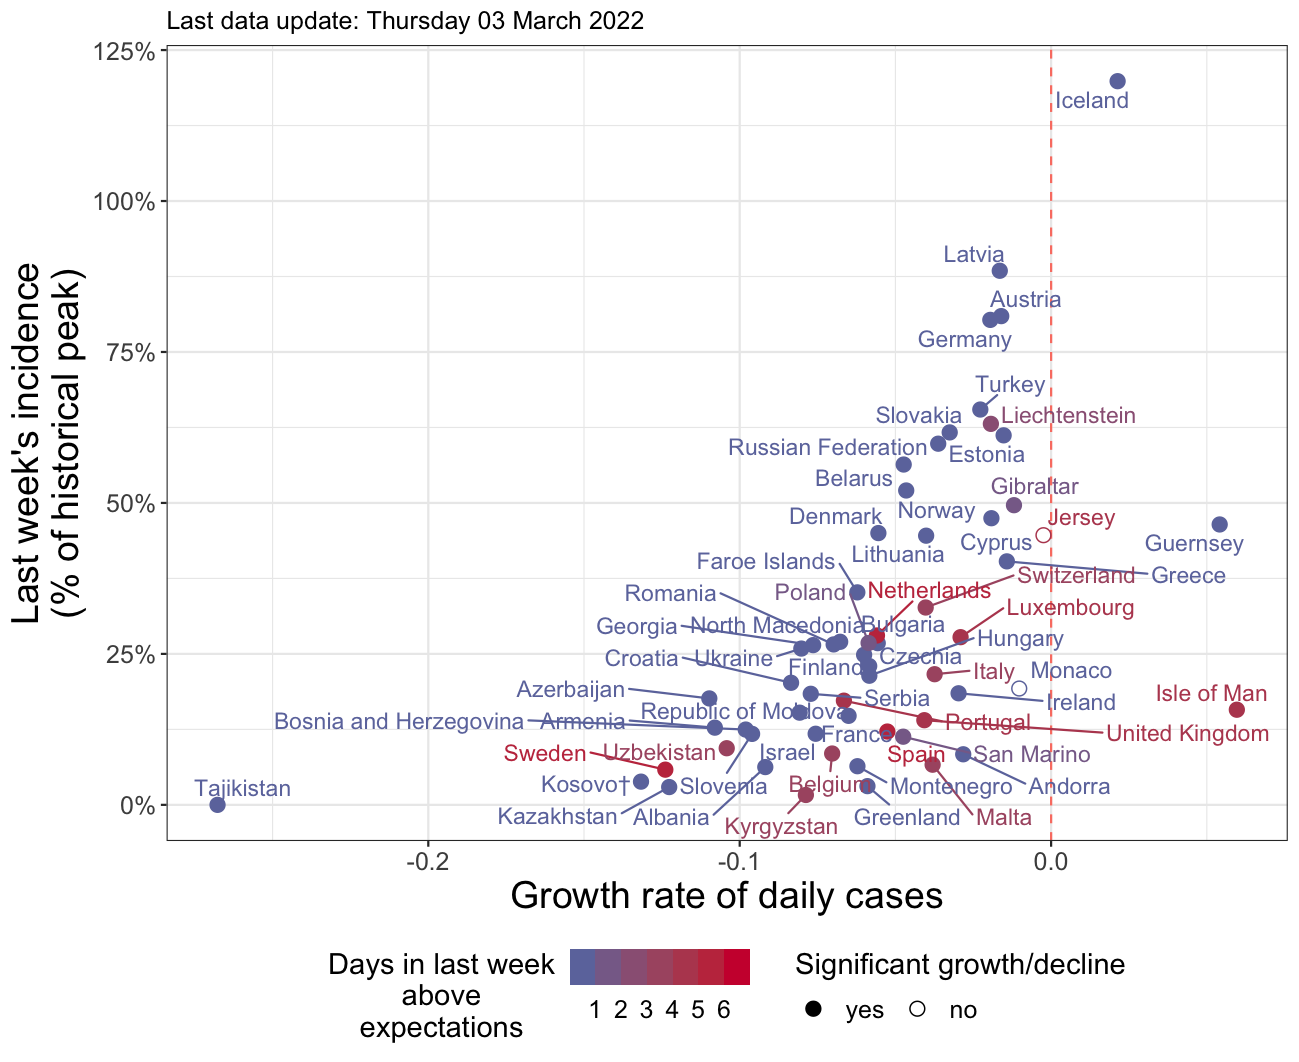 Last data update: Thursday 03 March 2022
Last week's incidence
(% of historical peak)
125%
100%
75%
50%
25%
0%
Iceland
Latvia
Austria
Germany
Turkey
Slovakia
Liechtenstein
Russian Federation
Estonia
Belarus
Gibraltar
Norway
Denmark
Jersey
Cyprus
Guernsey
Lithuania
Faroe Islands
Greece
Switzerland
Poland
Netherlands
Romania
Luxembourg
Georgia
North Macedonia
Bulgaria
Hungary
Croatia
Ukraine
Czechia
Finland
Italy
Monaco
Azerbaijan
Serbia
Ireland
Isle of Man
Republic of Moldova
Bosnia and Herzegovina
Armenia
Portugal
United Kingdom
France
Sweden
Uzbekistan
Israel
Spain
San Marino
Tajikistan
Kosovo†
Slovenia
Belgium
Montenegro
Andorra
Kazakhstan
Albania
Kyrgyzstan
Greenland
Malta
-0.2
-0.1
0.0
Growth rate of daily cases
Days in last week
above
expectations
1 2 3 4 5 6
Significant growth/decline
yes
no